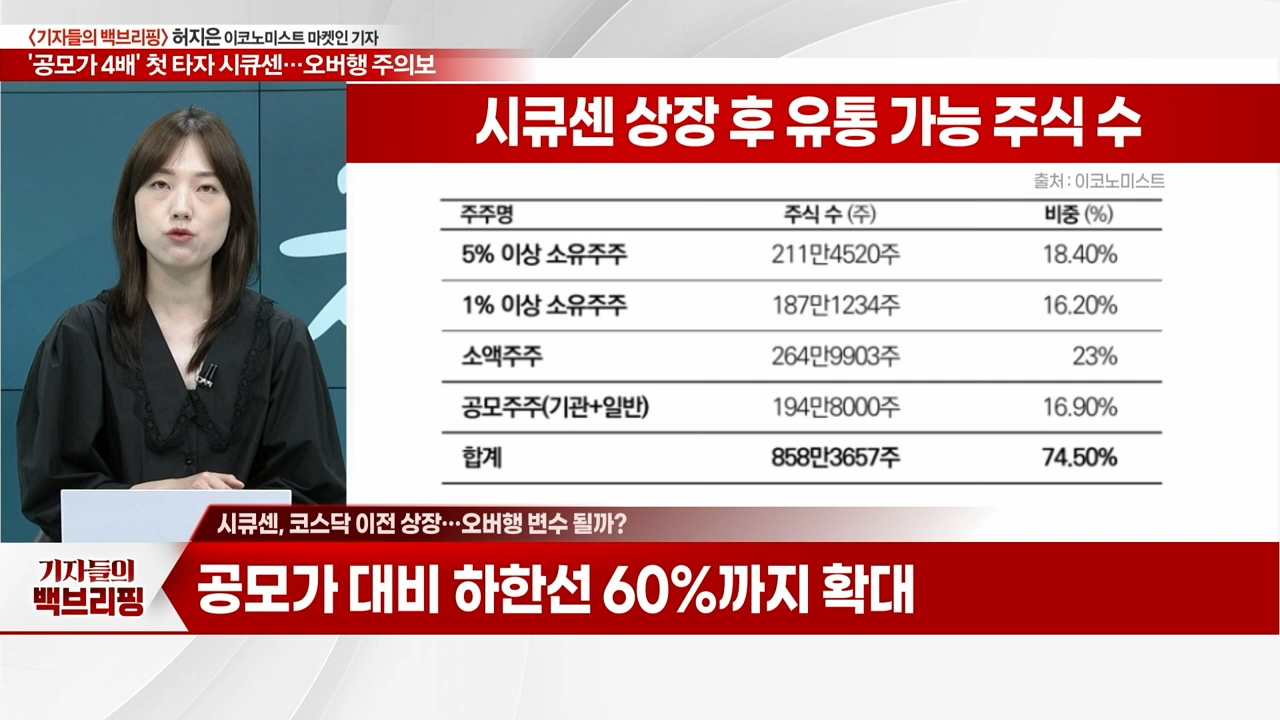 <기자들의 백브리핑> 허지은 이코노미스트 마켓인 기자
'공모가 4배' 첫 타자 시큐센…오버행 주의보
시큐센 상장 후 유통 가능 주식 수
출처 : 이코노미스트
주주명 주식 수 (주) 비중 (%)
5% 이상 소유주주 211만4520주 18.40%
1% 이상 소유주주 187만1234주 16.20%
소액주주 264만9903주 23%
공모주주(기관+일반) 194만8000주 16.90%
합계 858만3657주 74.50%
시큐센, 코스닥 이전 상장…오버행 변수 될까?
기자들의
백브리핑
공모가 대비 하한선 60%까지 확대